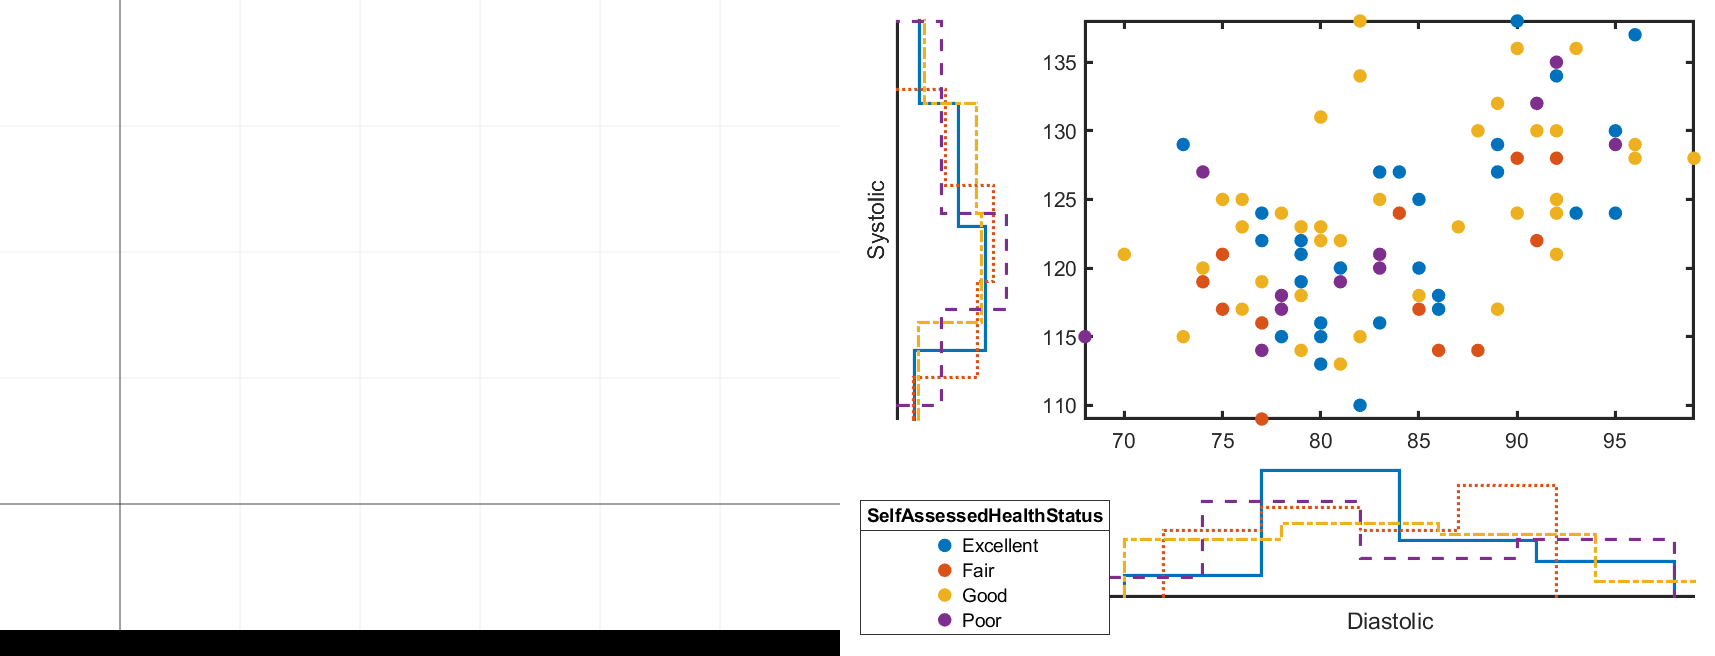 Systolic
135
130
125
120
115
110
70 75 80 85 90 95
SelfAssessedHealthStatus
Excellent
Fair
Good
Poor
Diastolic